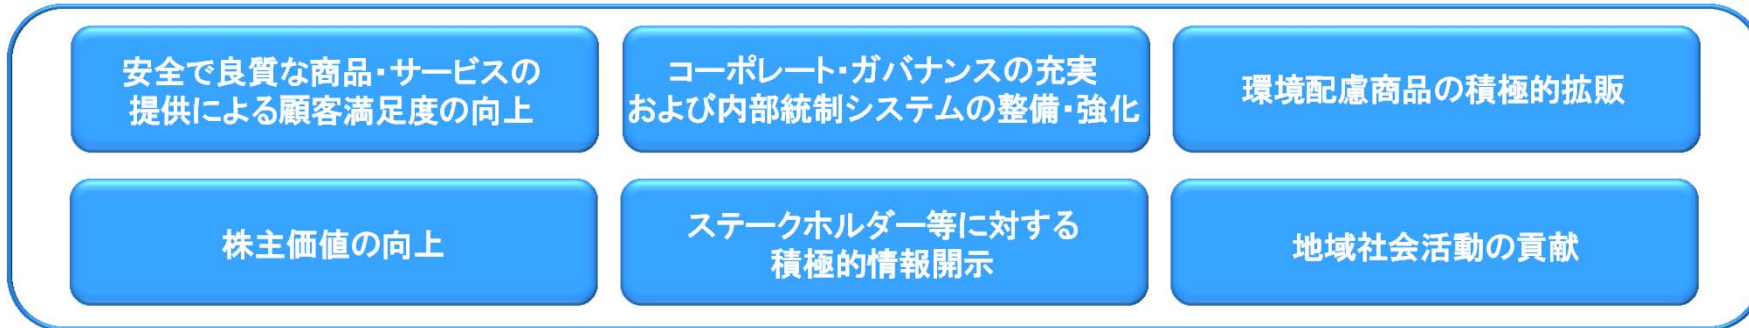 安全で良質な商品・サービスの
提供による顧客満足度の向上
コーポレート・ガバナンスの充実
および内部統制システムの整備・強化
環境配慮商品の積極的拡販
株主価値の向上
ステークホルダー等に対する
積極的情報開示
地域社会活動の貢献